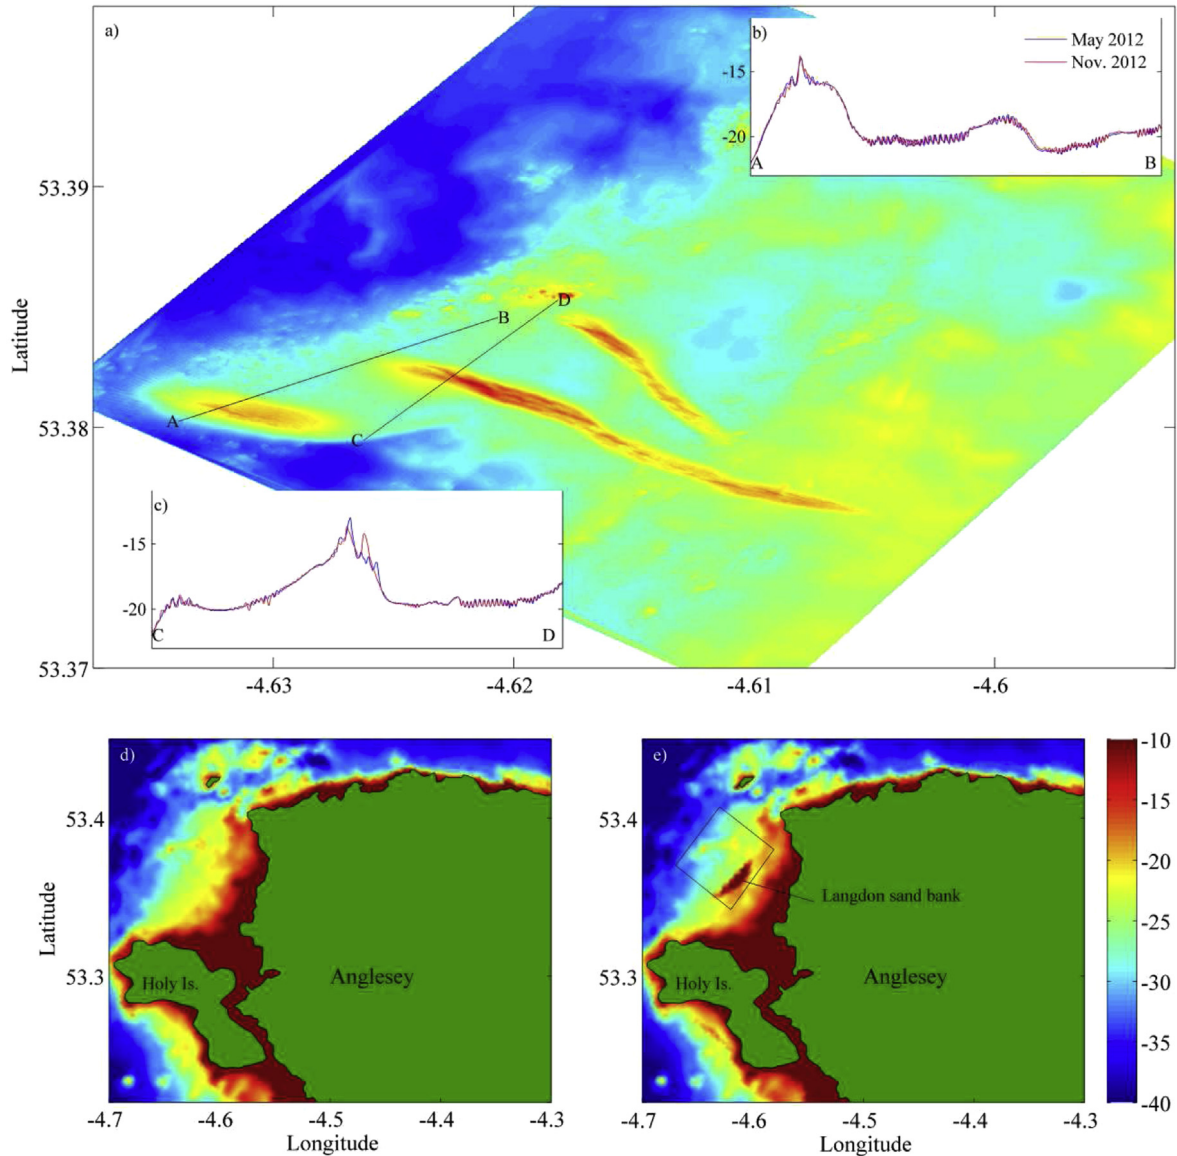 a)
b)
May 2012
Nov. 2012
-15
-20
A
B
53.39
53.38
53.37
Latitude
A
B
C
D
c)
-15
-20
C
D
-4.63
-4.62
-4.61
-4.6
d)
53.4
53.3
Latitude
Holy Is.
Anglesey
-4.7
-4.6
-4.5
-4.4
-4.3
Longitude
e)
53.4
53.3
Latitude
Langdon sand bank
Holy Is.
Anglesey
-4.7
-4.6
-4.5
-4.4
-4.3
Longitude
-10
-15
-20
-25
-30
-35
-40